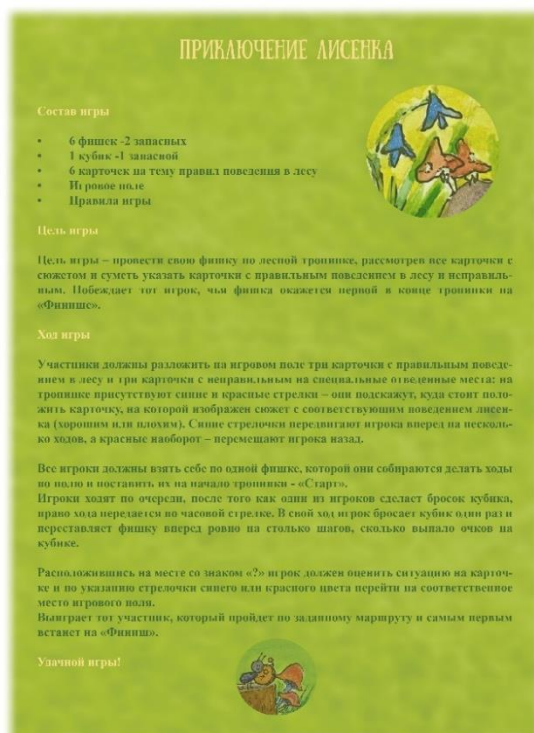 ПРИКЛЮЧЕНИЕ ЛИСЕНКА
Состав игры
• 6 фишек -2 запасных
• 1 кубик -1 запасной
• 6 карточек на тему правил поведения в лесу
• Игровое поле
• Правила игры
Цель игры
Цель игры – провести свою фишку по лесной тропинке, рассмотрев все карточки с
сюжетом и суметь указать карточки с правильным поведением в лесу и неправиль-
ным. Побеждает тот игрок, чья фишка окажется первой в конце тропинки на
«Финише».
Ход игры
Участники должны разложить на игровом поле три карточки с правильным поведе-
нием в лесу и три карточки с неправильным на специальные отведенные места: на
тропинке присутствуют синие и красные стрелки – они подскажут, куда стоит поло-
жить карточку, на которой изображен сюжет с соответствующим поведением лисен-
ка (хорошим или плохим). Синие стрелочки передвигают игрока вперед на несколь-
ко ходов, а красные наоборот – перемещают игрока назад.
Все игроки должны взять себе по одной фишке, которой они собираются делать ходы
по полю и поставить их на начало тропинки - «Старт».
Игроки ходят по очереди, после того как один из игроков сделает бросок кубика,
право хода передается по часовой стрелке. В свой ход игрок бросает кубик один раз и
переставляет фишку вперед ровно на столько шагов, сколько выпало очков на
кубике.
Расположившись на месте со знаком «?» игрок должен оценить ситуацию на карточ-
ке и по указанию стрелочки синего или красного цвета перейти на соответственное
место игрового поля.
Выиграет тот участник, который пройдет по заданному маршруту и самым первым
встанет на «Финиш».
Удачной игры!